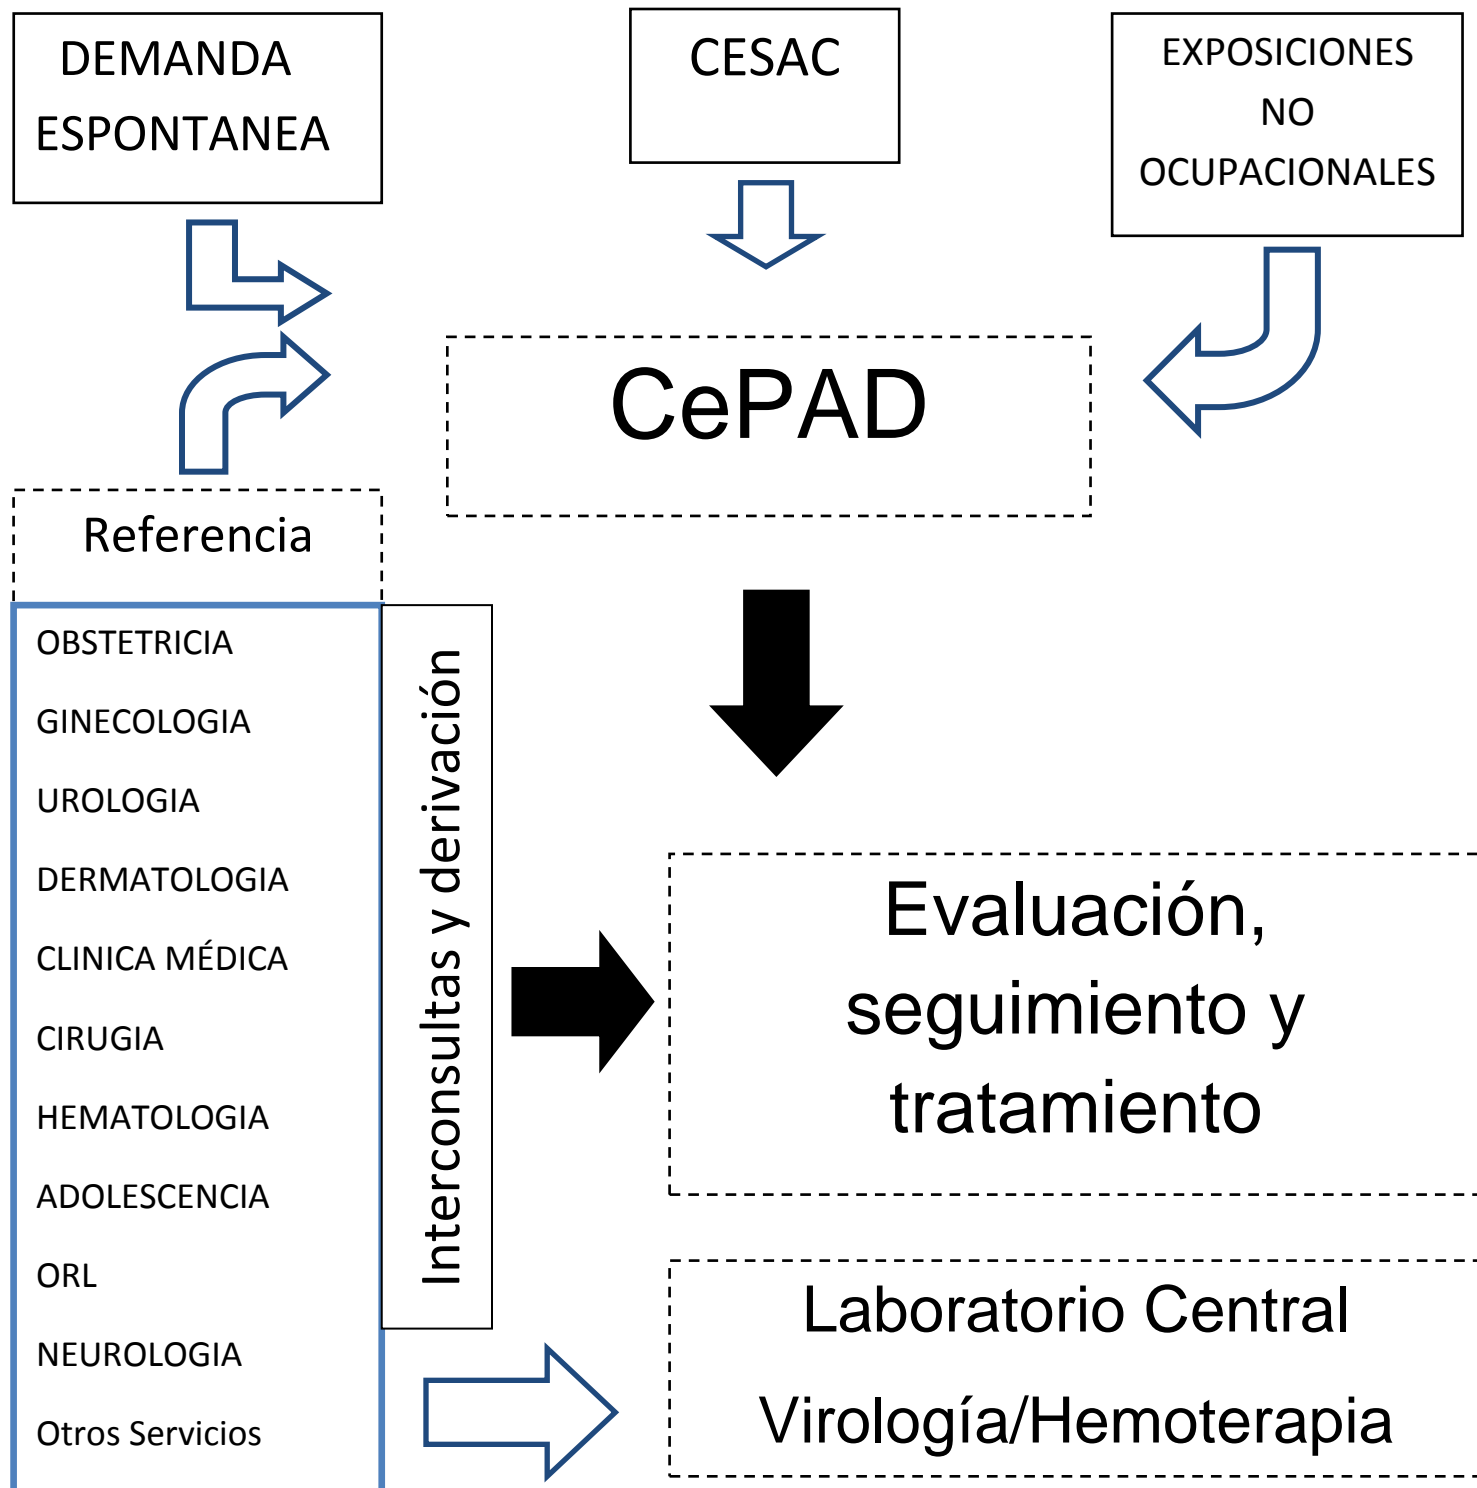 DEMANDA
ESPONTANEA
CESAC
EXPOSICIONES
NO
OCUPACIONALES
CePAD
Referencia
OBSTETRICIA
GINECOLOGIA
UROLOGIA
DERMATOLOGIA
CLINICA MÉDICA
CIRUGIA
HEMATOLOGIA
ADOLESCENCIA
ORL
NEUROLOGIA
Otros Servicios
Interconsultas y derivación
Evaluación,
seguimiento y
tratamiento
Laboratorio Central
Virología/Hemoterapia